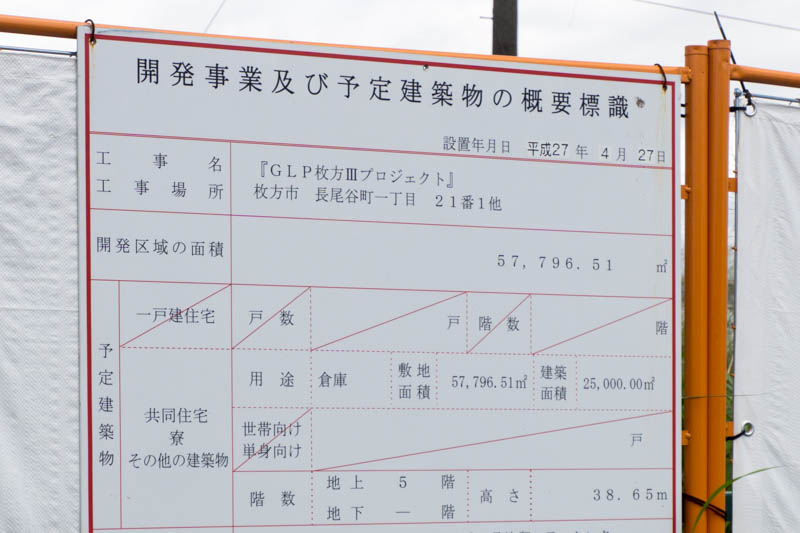 開発事業及び予定建築物の概要標識
設置年月日 平成27 年 4 月 27日
工事名 『GLP枚方Ⅲプロジェクト』
工事場所 枚方市 長尾谷町一丁目 21番1他
開発区域の面積 57,796.51 ㎡
予定建築物
一戸建住宅 戸数 戸 階数 階
共同住宅
寮
その他の建築物
用途 倉庫 敷地面積 57,796.51㎡ 建築面積 25,000.00㎡
世帯向け
単身向け 戸
階数 地上 5 階 高さ 38.65m
地下 ― 階